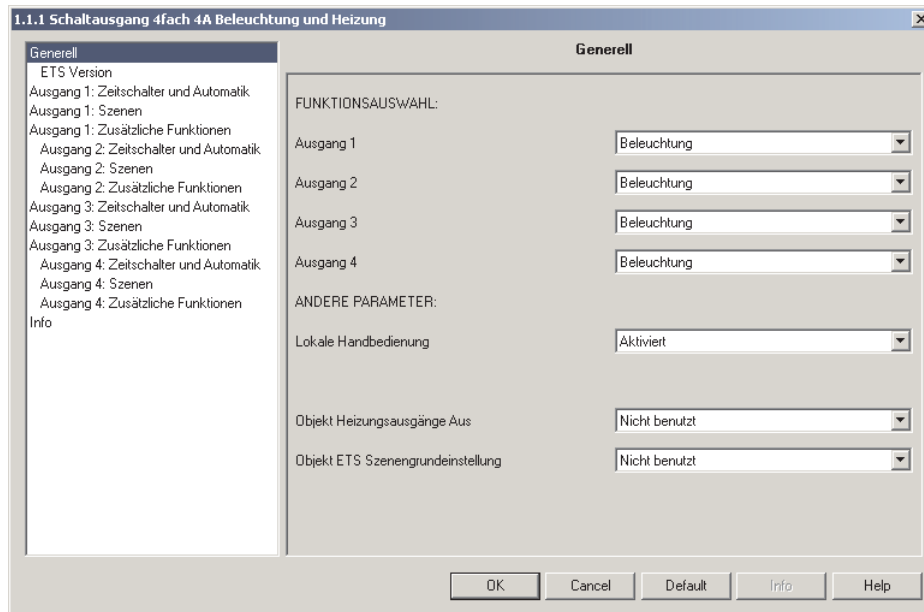 1.1.1 Schaltausgang 4fach 4A Beleuchtung und Heizung
Generell
ETS Version
Ausgang 1: Zeitschalter und Automatik
Ausgang 1: Szenen
Ausgang 1: Zusätzliche Funktionen
Ausgang 2: Zeitschalter und Automatik
Ausgang 2: Szenen
Ausgang 2: Zusätzliche Funktionen
Ausgang 3: Zeitschalter und Automatik
Ausgang 3: Szenen
Ausgang 3: Zusätzliche Funktionen
Ausgang 4: Zeitschalter und Automatik
Ausgang 4: Szenen
Ausgang 4: Zusätzliche Funktionen
Info
Generell
FUNKTIONSAUSWAHL:
Ausgang 1 Beleuchtung
Ausgang 2 Beleuchtung
Ausgang 3 Beleuchtung
Ausgang 4 Beleuchtung
ANDERE PARAMETER:
Lokale Handbedienung Aktiviert
Objekt Heizungsausgänge Aus Nicht benutzt
Objekt ETS Szenengrundeinstellung Nicht benutzt
OK Cancel Default Info Help